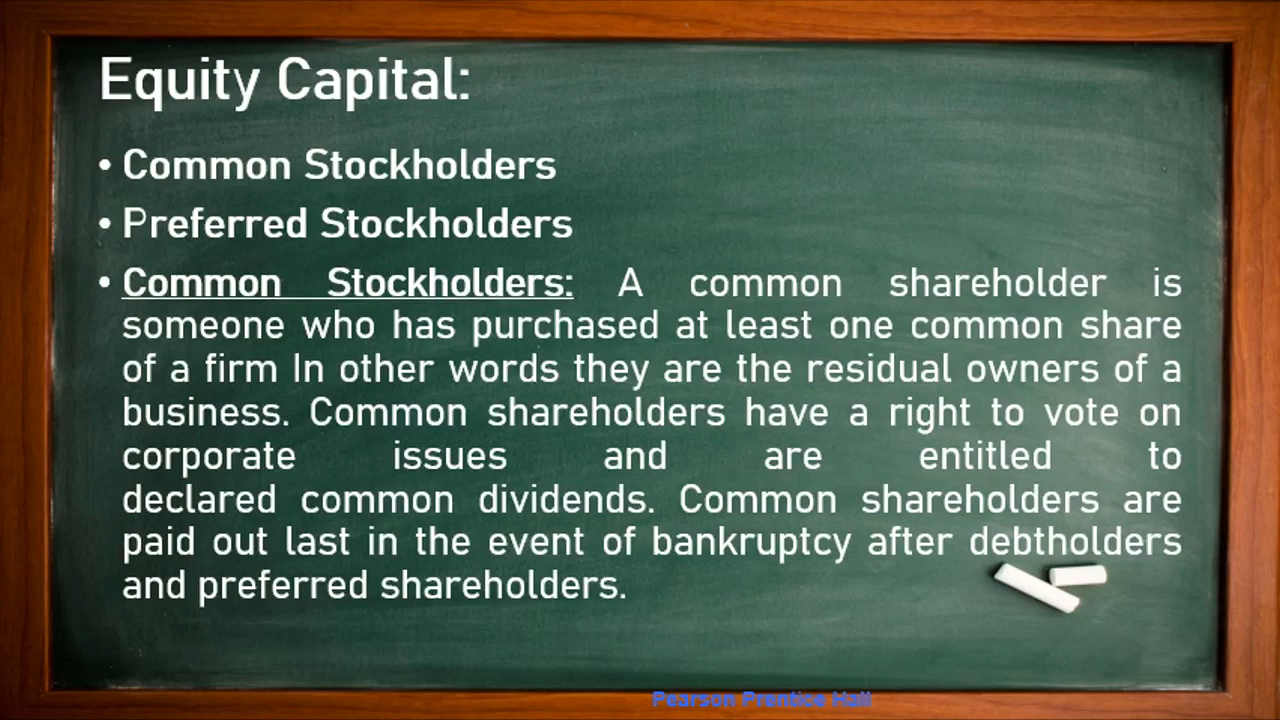 Equity Capital:
• Common Stockholders
• Preferred Stockholders
• Common Stockholders: A common shareholder is
someone who has purchased at least one common share
of a firm In other words they are the residual owners of a
business. Common shareholders have a right to vote on
corporate issues and are entitled to
declared common dividends. Common shareholders are
paid out last in the event of bankruptcy after debtholders
and preferred shareholders.
Pearson Prentice Hall